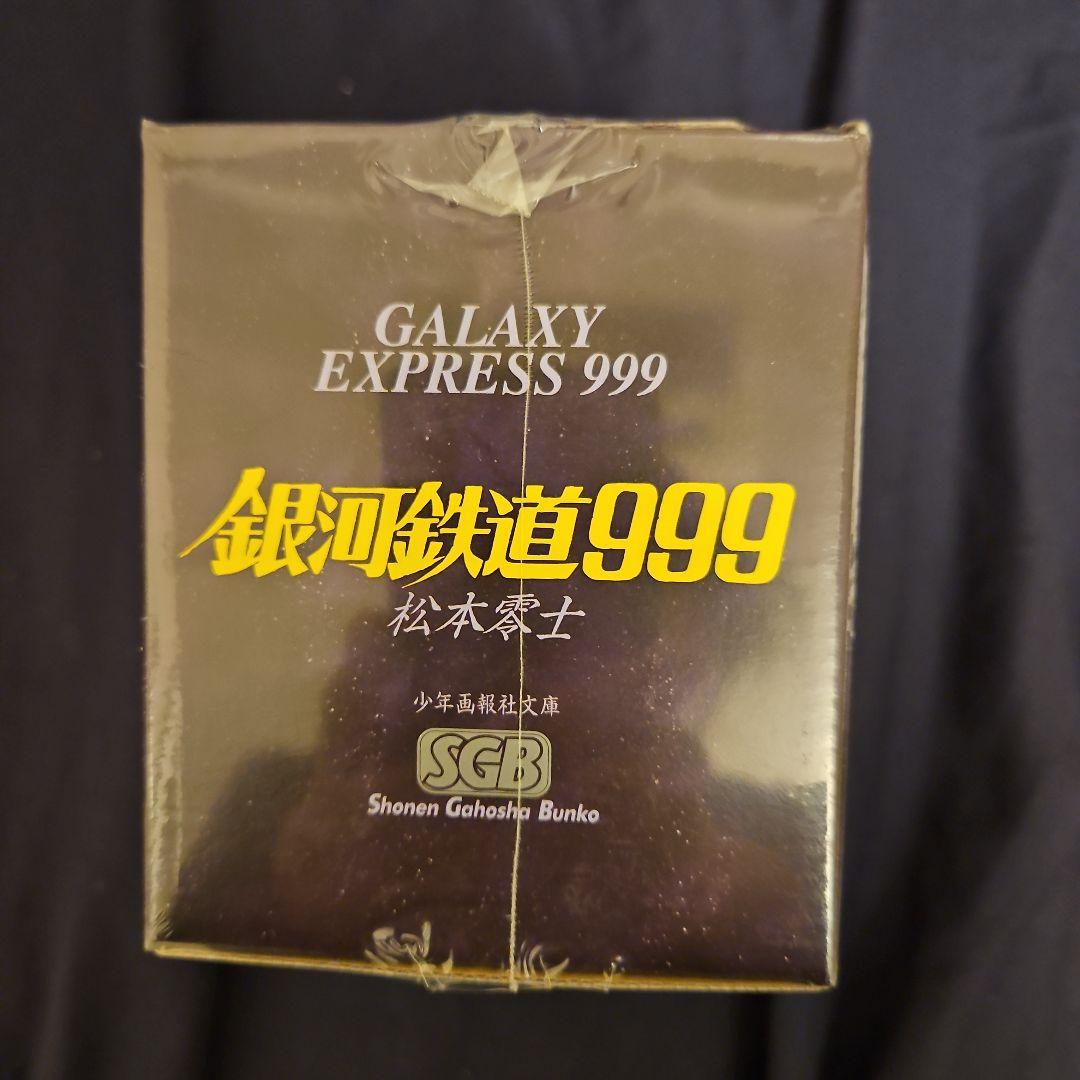 GALAXY
EXPRESS 999
銀河鉄道999
松本零士
少年画報社文庫
SGB
Shonen Gahosha Bunko